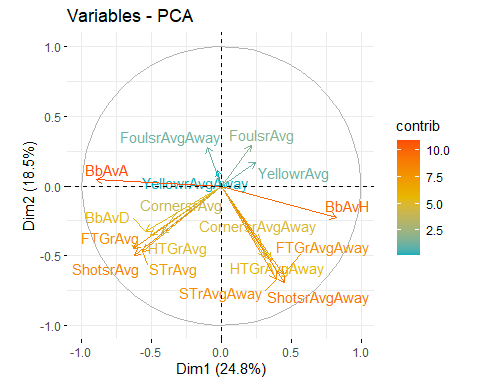 Variables - PCA
1.0
0.5
0.0
-0.5
-1.0
Dim2 (18.5%)
FoulsrAvgAway
FoulsrAvg
YellowrAvg
BbAvA
YellowrAvgAway
BbAvH
CornersrAvg
BbAvD
CornersrAvgAway
FTGrAvg
HTGrAvg
FTGrAvgAway
ShotsrAvg
STrAvg
HTGrAvgAway
STrAvgAway
ShotsrAvgAway
-1.0
-0.5
0.0
0.5
1.0
Dim1 (24.8%)
contrib
10.0
7.5
5.0
2.5